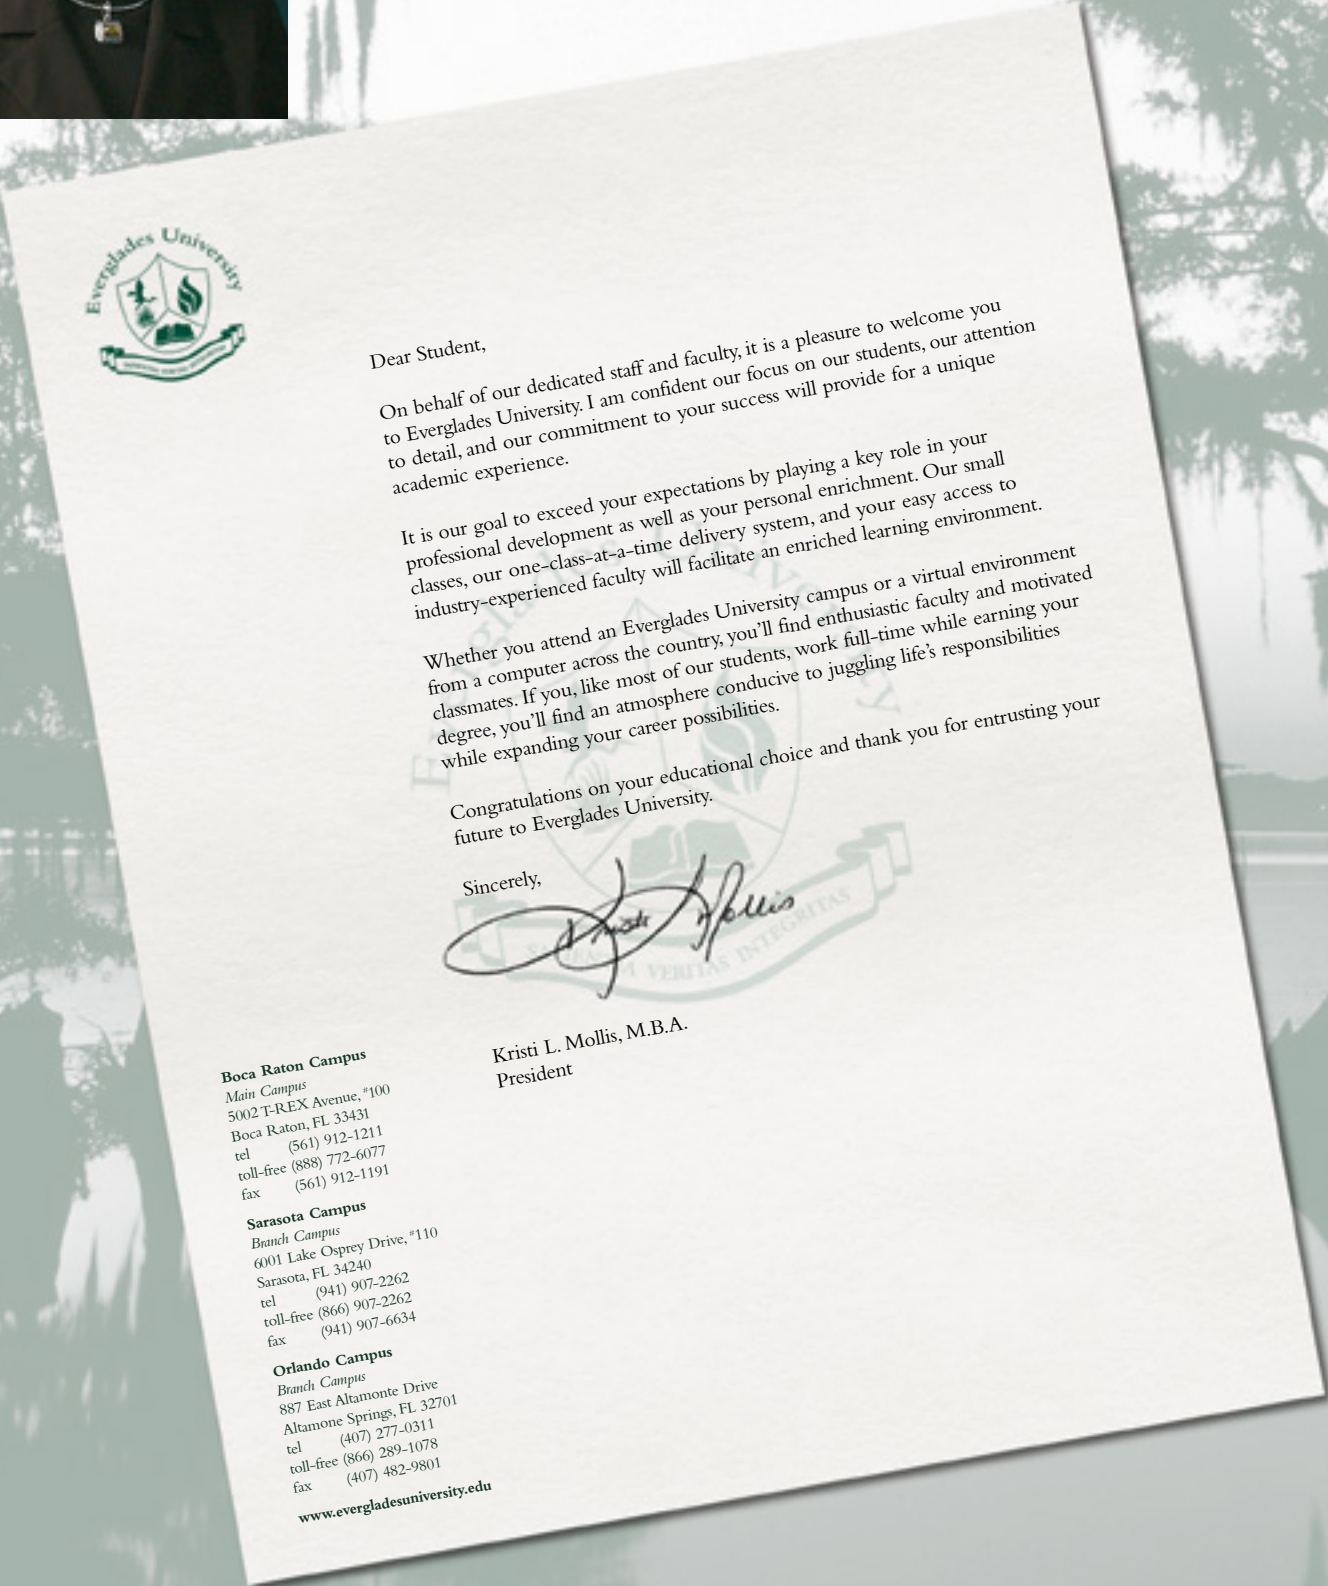 Everglades University
Dear Student,
On behalf of our dedicated staff and faculty, it is a pleasure to welcome you
to Everglades University. I am confident our focus on our students, our attention
to detail, and our commitment to your success will provide for a unique
academic experience.
It is our goal to exceed your expectations by playing a key role in your
professional development as well as your personal enrichment. Our small
classes, our one-class-at-a-time delivery system, and your easy access to
industry-experienced faculty will facilitate an enriched learning environment.
Whether you attend an Everglades University campus or a virtual environment
from a computer across the country, you'll find enthusiastic faculty and motivated
classmates. If you, like most of our students, work full-time while earning your
degree, you'll find an atmosphere conducive to juggling life's responsibilities
while expanding your career possibilities.
Congratulations on your educational choice and thank you for entrusting your
future to Everglades University.
Sincerely,
Kristi L Mollis
Kristi L. Mollis, M.B.A.
President
Everglades University
VERITAS INTEGRITAS
Boca Raton Campus
Main Campus
5002 T-REX Avenue, #100
Boca Raton, FL 33431
tel (561) 912-1211
toll-free (888) 772-6077
fax (561) 912-1191
Sarasota Campus
Branch Campus
6001 Lake Osprey Drive, #110
Sarasota, FL 34240
tel (941) 907-2262
toll-free (866) 907-2262
fax (941) 907-6634
Orlando Campus
Branch Campus
887 East Altamonte Drive
Altamone Springs, FL 32701
tel (407) 277-0311
toll-free (866) 289-1078
fax (407) 482-9801
www.evergladesuniversity.edu